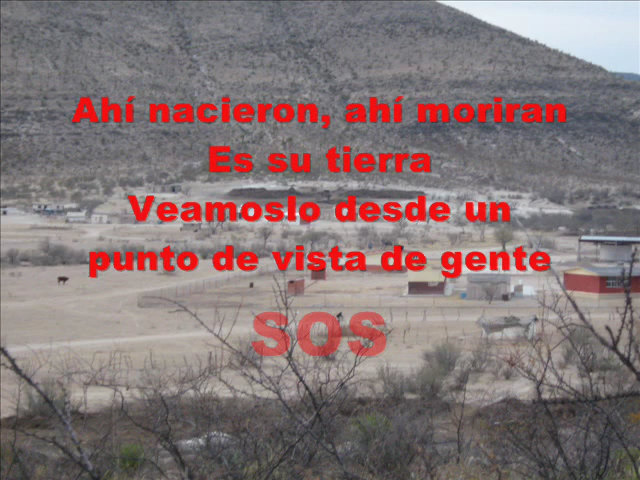 Ahí nacieron, ahí moriran
Es su tierra
Veamoslo desde un
punto de vista de gente
SOS